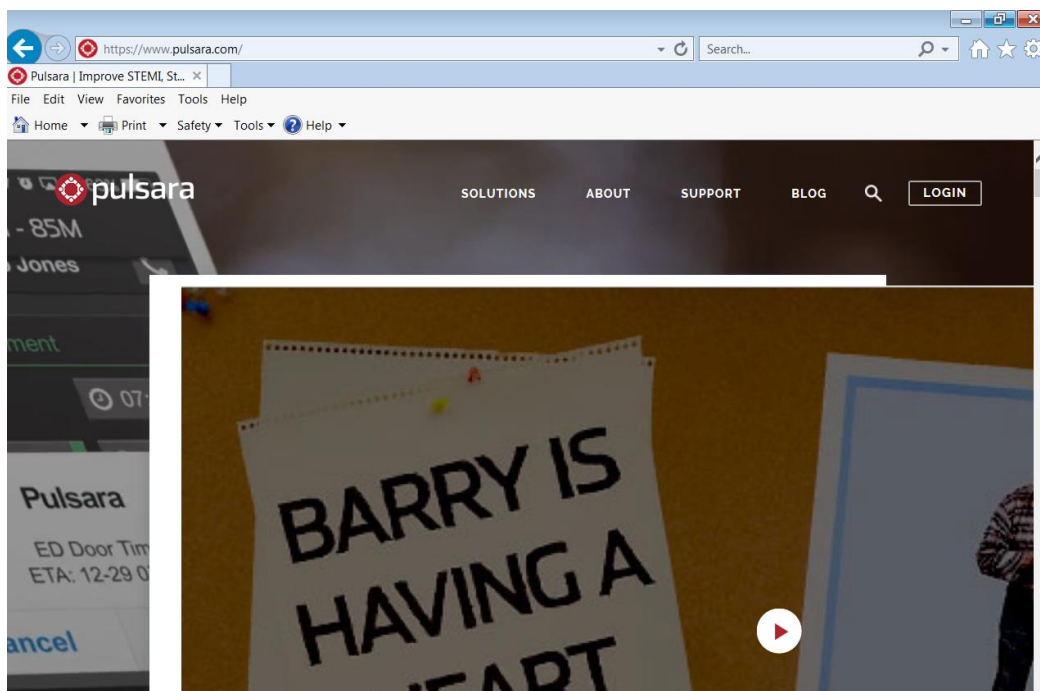 https://www.pulsara.com/
Search...
Pulsara | Improve STEMI, St...
File Edit View Favorites Tools Help
Home Print Safety Tools Help
pulsara
SOLUTIONS ABOUT SUPPORT BLOG LOGIN
- 85M
Jones
ment
07:
Pulsara
ED Door Tim
ETA: 12-29 0
ancel
BARRY IS
HAVING A
HEART